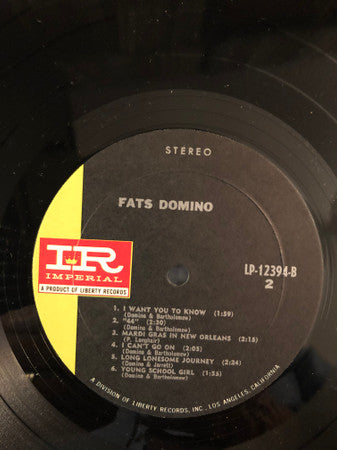 STEREO
FATS DOMINO
IR
IMPERIAL
A PRODUCT OF LIBERTY RECORDS
LP-12394-B
2
1. I WANT YOU TO KNOW (1:59)
(Domino & Bartholomew)
2. "44" (2:20)
(Domino & Bartholomew)
3. MARDI GRAS IN NEW ORLEANS (2:15)
(P. Longhair)
4. I CAN'T GO ON (2:05)
(Domino & Bartholomew)
5. LONG LONESOME JOURNEY (2:24)
(Domino & Jarrett)
6. YOUNG SCHOOL GIRL (1:55)
(Domino & Bartholomew)
A DIVISION OF LIBERTY RECORDS, INC., LOS ANGELES, CALIFORNIA